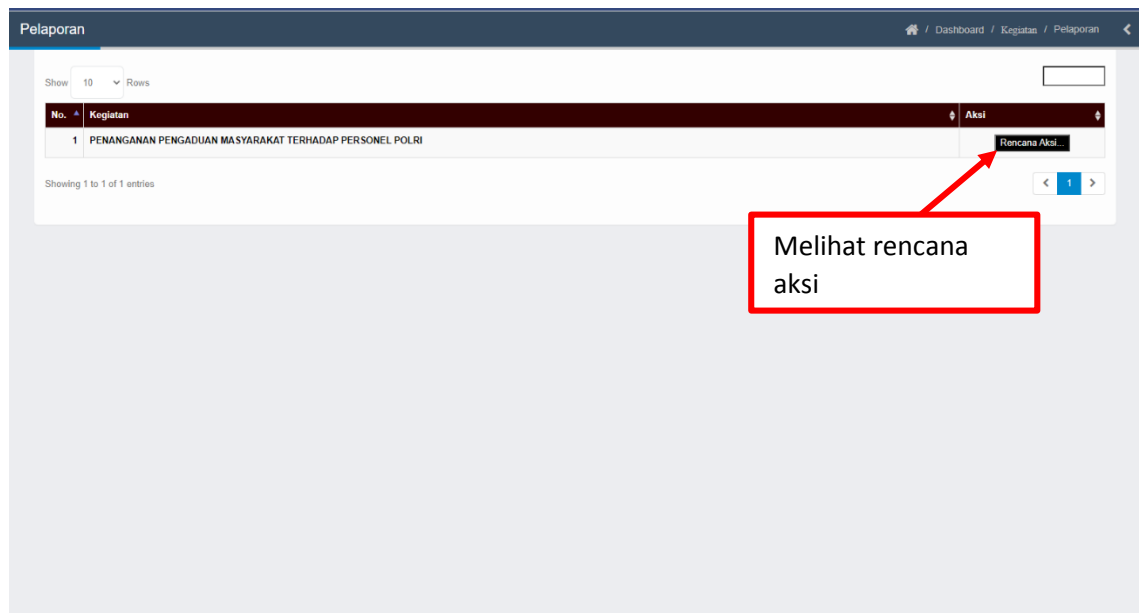 Pelaporan
/ Dashboard / Kegiatan / Pelaporan
Show 10 Rows
No. Kegiatan Aksi
1 PENANGANAN PENGADUAN MASYARAKAT TERHADAP PERSONEL POLRI Rencana Aksi...
Showing 1 to 1 of 1 entries
1
Melihat rencana
aksi